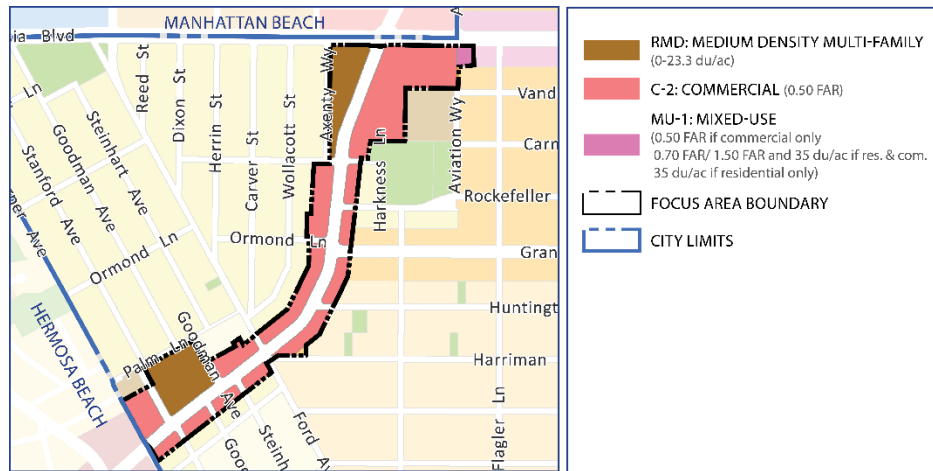 MANHATTAN BEACH
A
ia Blvd
Reed St
Dixon St
Herrin St
Carver St
Wollacott St
Axenty Wy
Harkness Ln
Aviation Wy
Vand
Carn
Rockefeller
Gran
Huntingt
Harriman
Flagler Ln
Ln
Goodman Ave
Steinhart Ave
Stanford Ave
ner Ave
Ormond Ln
Ormond Ln
HERMOSA BEACH
Palm Ln
Goodman Ave
Goo
Steinh
Ford Av
RMD: MEDIUM DENSITY MULTI-FAMILY
(0-23.3 du/ac)
C-2: COMMERCIAL (0.50 FAR)
MU-1: MIXED-USE
(0.50 FAR if commercial only
0.70 FAR/ 1.50 FAR and 35 du/ac if res. & com.
35 du/ac if residential only)
FOCUS AREA BOUNDARY
CITY LIMITS